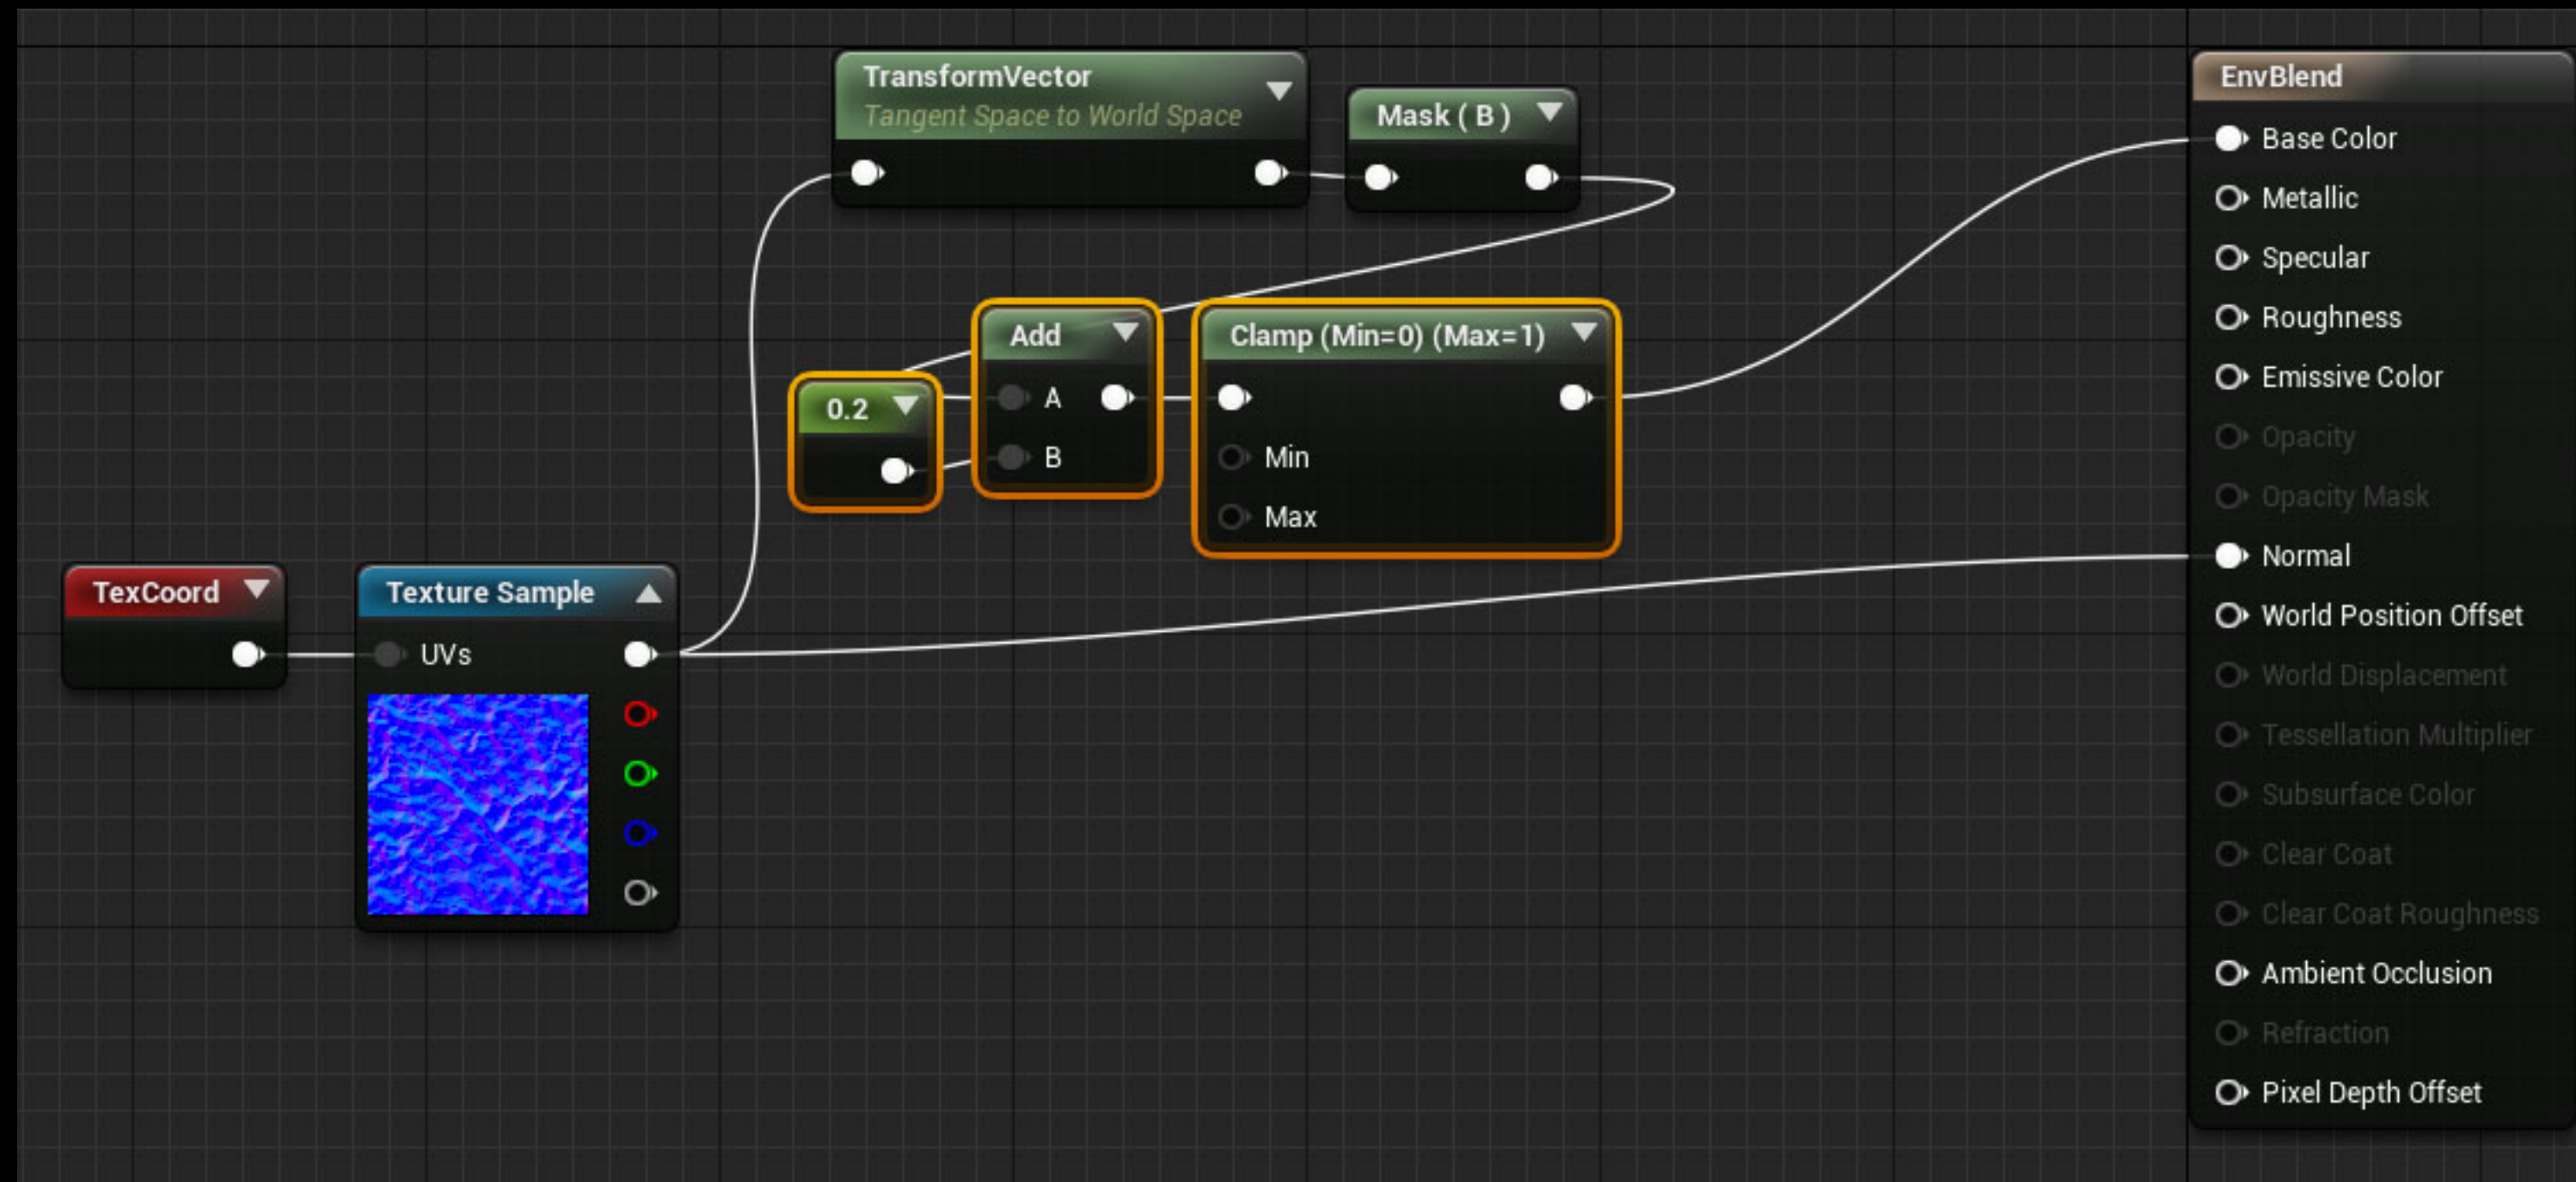 TransformVector
Tangent Space to World Space
Mask ( B )
Add
A
B
0.2
Clamp (Min=0) (Max=1)
Min
Max
TexCoord
Texture Sample
UVs
EnvBlend
Base Color
Metallic
Specular
Roughness
Emissive Color
Opacity
Opacity Mask
Normal
World Position Offset
World Displacement
Tessellation Multiplier
Subsurface Color
Clear Coat
Clear Coat Roughness
Ambient Occlusion
Refraction
Pixel Depth Offset